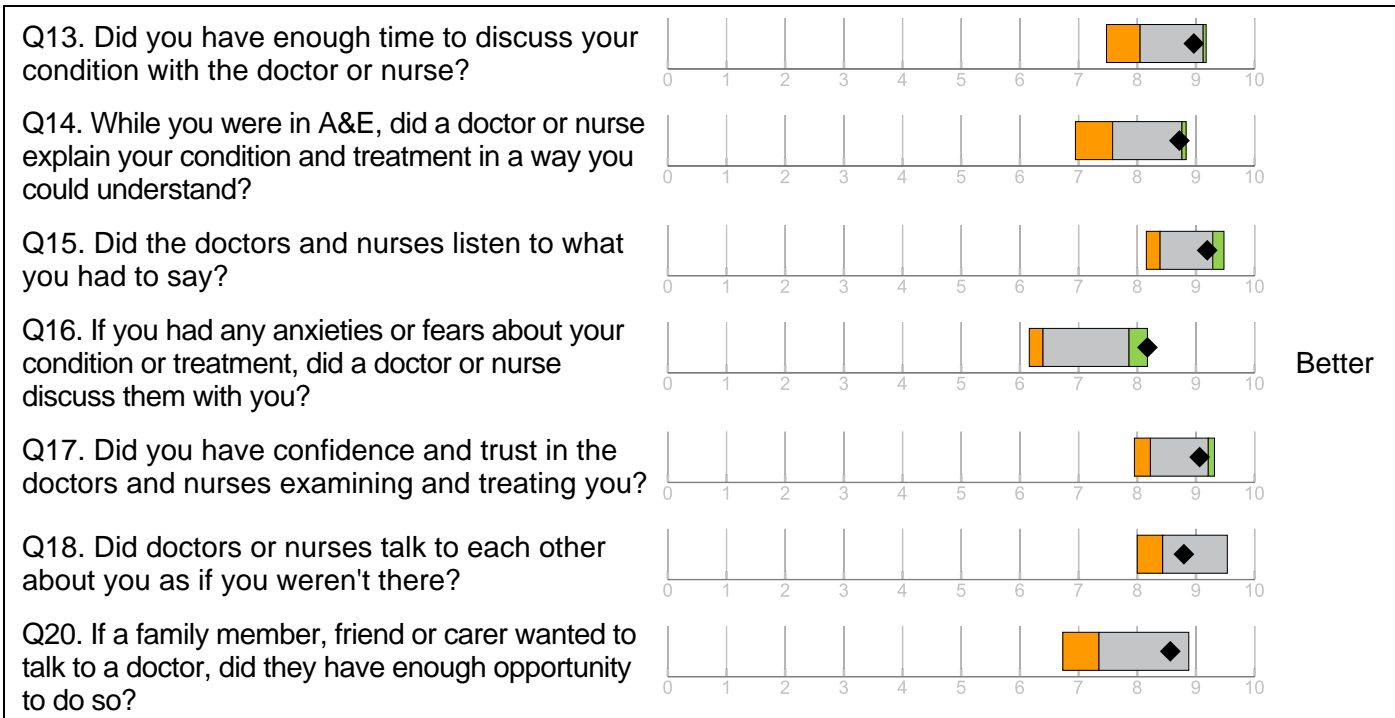 Q13. Did you have enough time to discuss your
condition with the doctor or nurse?
0 1 2 3 4 5 6 7 8 9 10
Q14. While you were in A&E, did a doctor or nurse
explain your condition and treatment in a way you
could understand?
0 1 2 3 4 5 6 7 8 9 10
Q15. Did the doctors and nurses listen to what
you had to say?
0 1 2 3 4 5 6 7 8 9 10
Q16. If you had any anxieties or fears about your
condition or treatment, did a doctor or nurse
discuss them with you?
0 1 2 3 4 5 6 7 8 9 10
Better
Q17. Did you have confidence and trust in the
doctors and nurses examining and treating you?
0 1 2 3 4 5 6 7 8 9 10
Q18. Did doctors or nurses talk to each other
about you as if you weren't there?
0 1 2 3 4 5 6 7 8 9 10
Q20. If a family member, friend or carer wanted to
talk to a doctor, did they have enough opportunity
to do so?
0 1 2 3 4 5 6 7 8 9 10